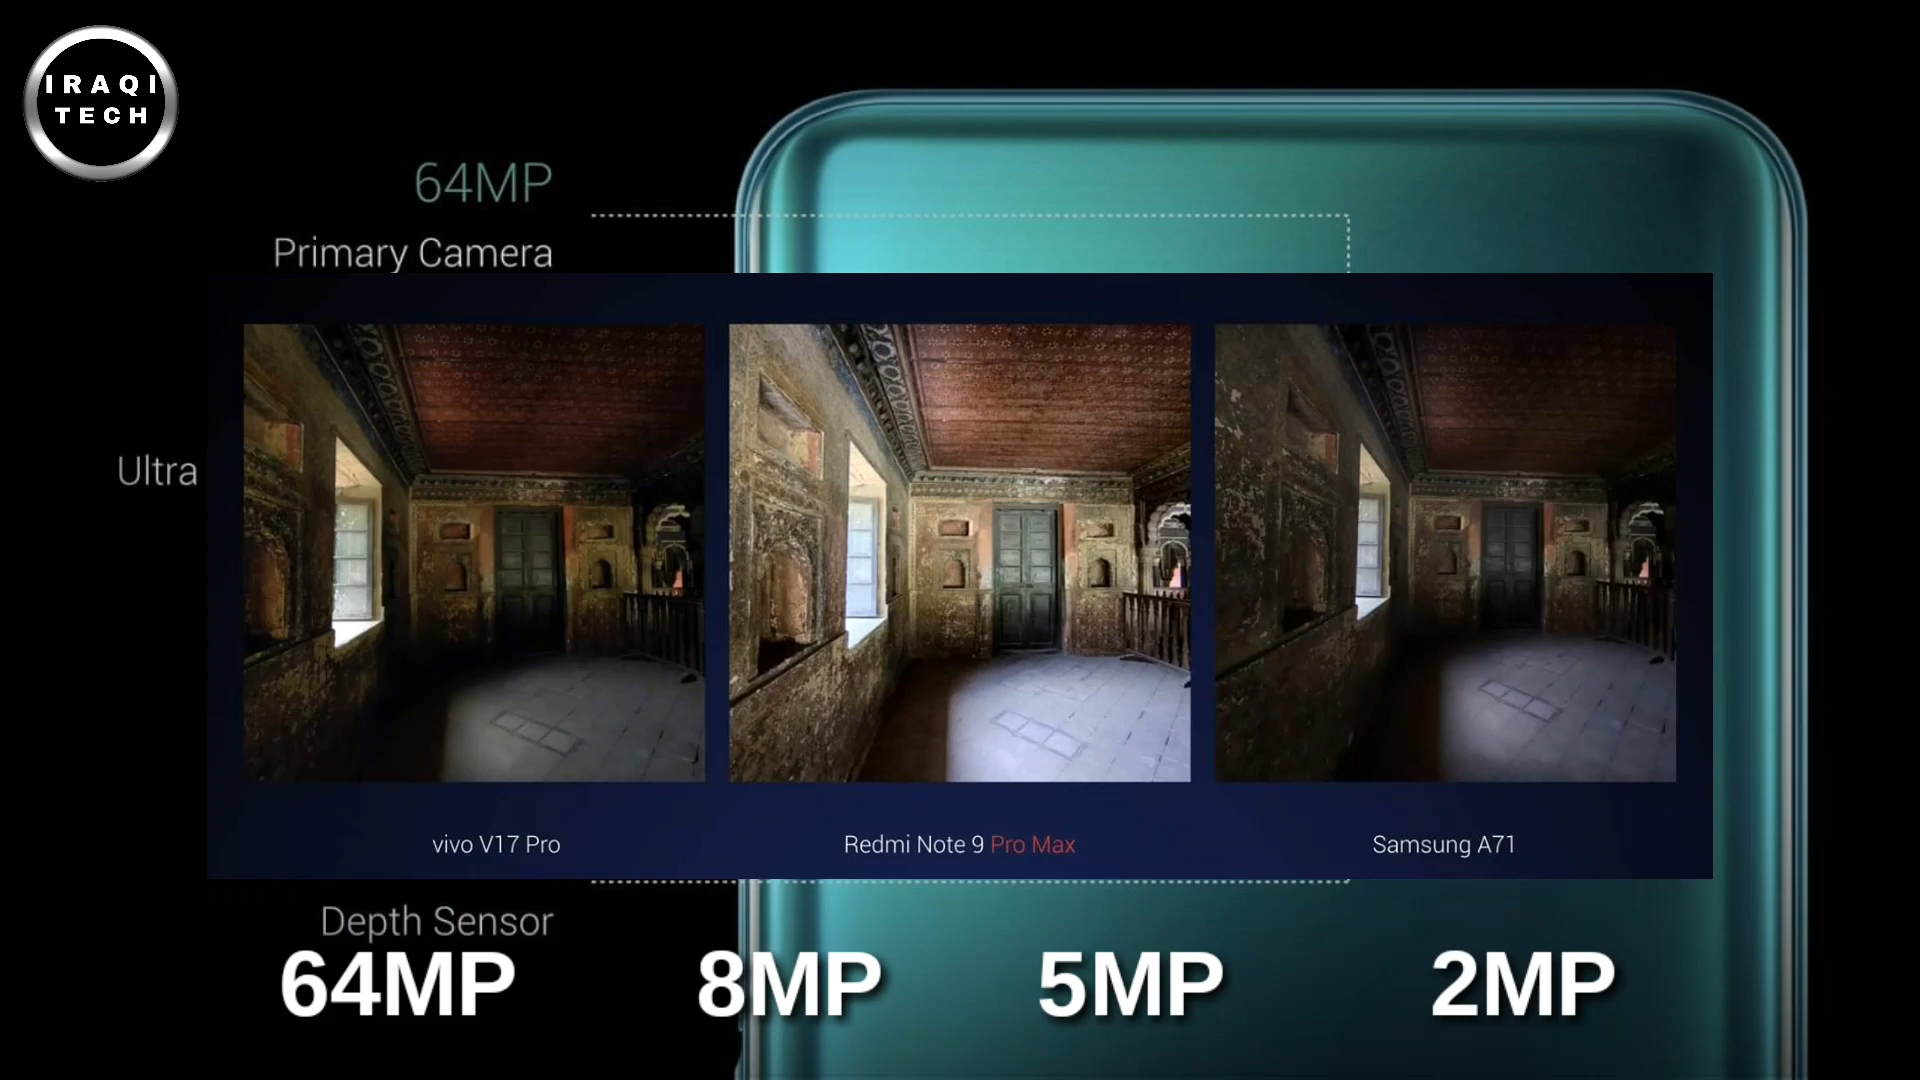 IRAQI
TECH
64MP
Primary Camera
Ultra
vivo V17 Pro
Redmi Note 9 Pro Max
Samsung A71
Depth Sensor
64MP
8MP
5MP
2MP